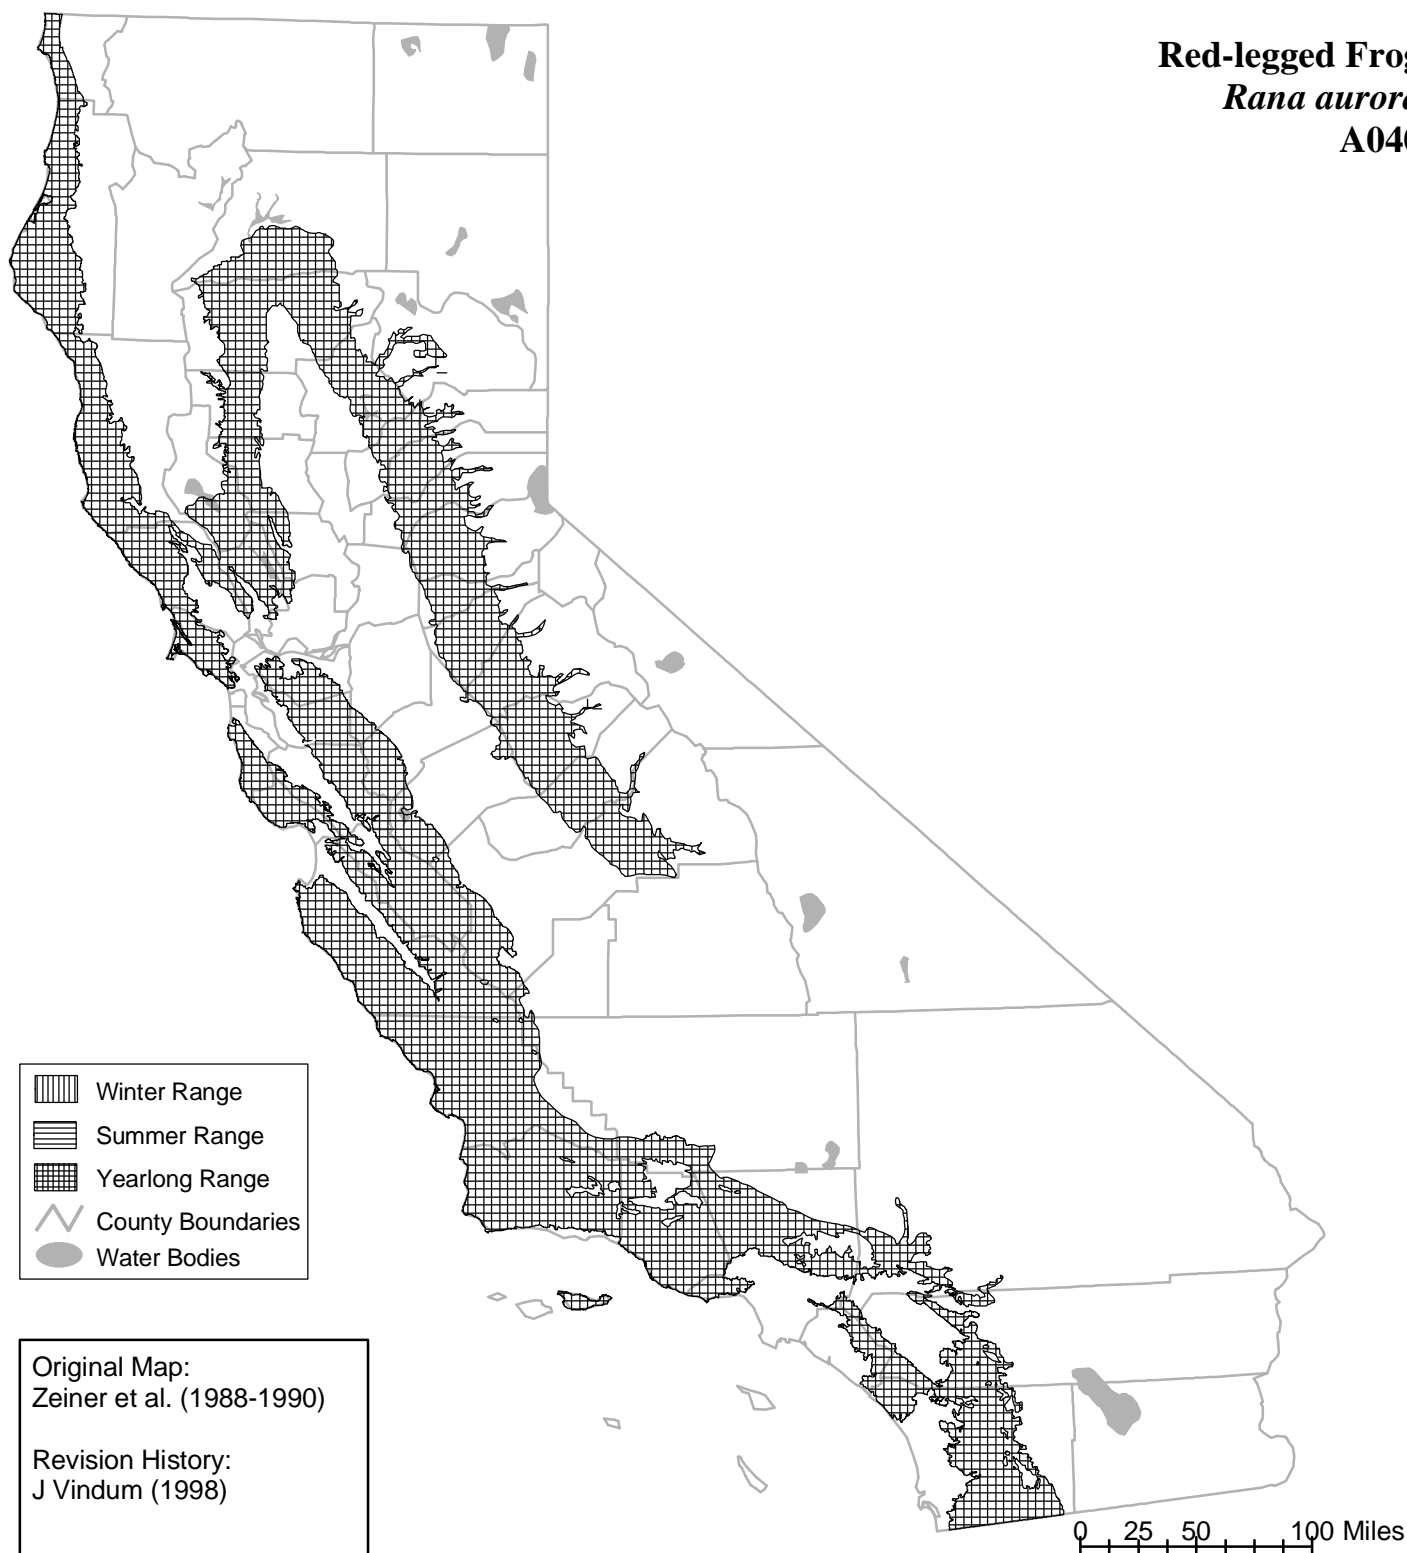 Red-legged Frog
Rana aurora
A040
Winter Range
Summer Range
Yearlong Range
County Boundaries
Water Bodies
Original Map:
Zeiner et al. (1988-1990)
Revision History:
J Vindum (1998)
0 25 50 100 Miles